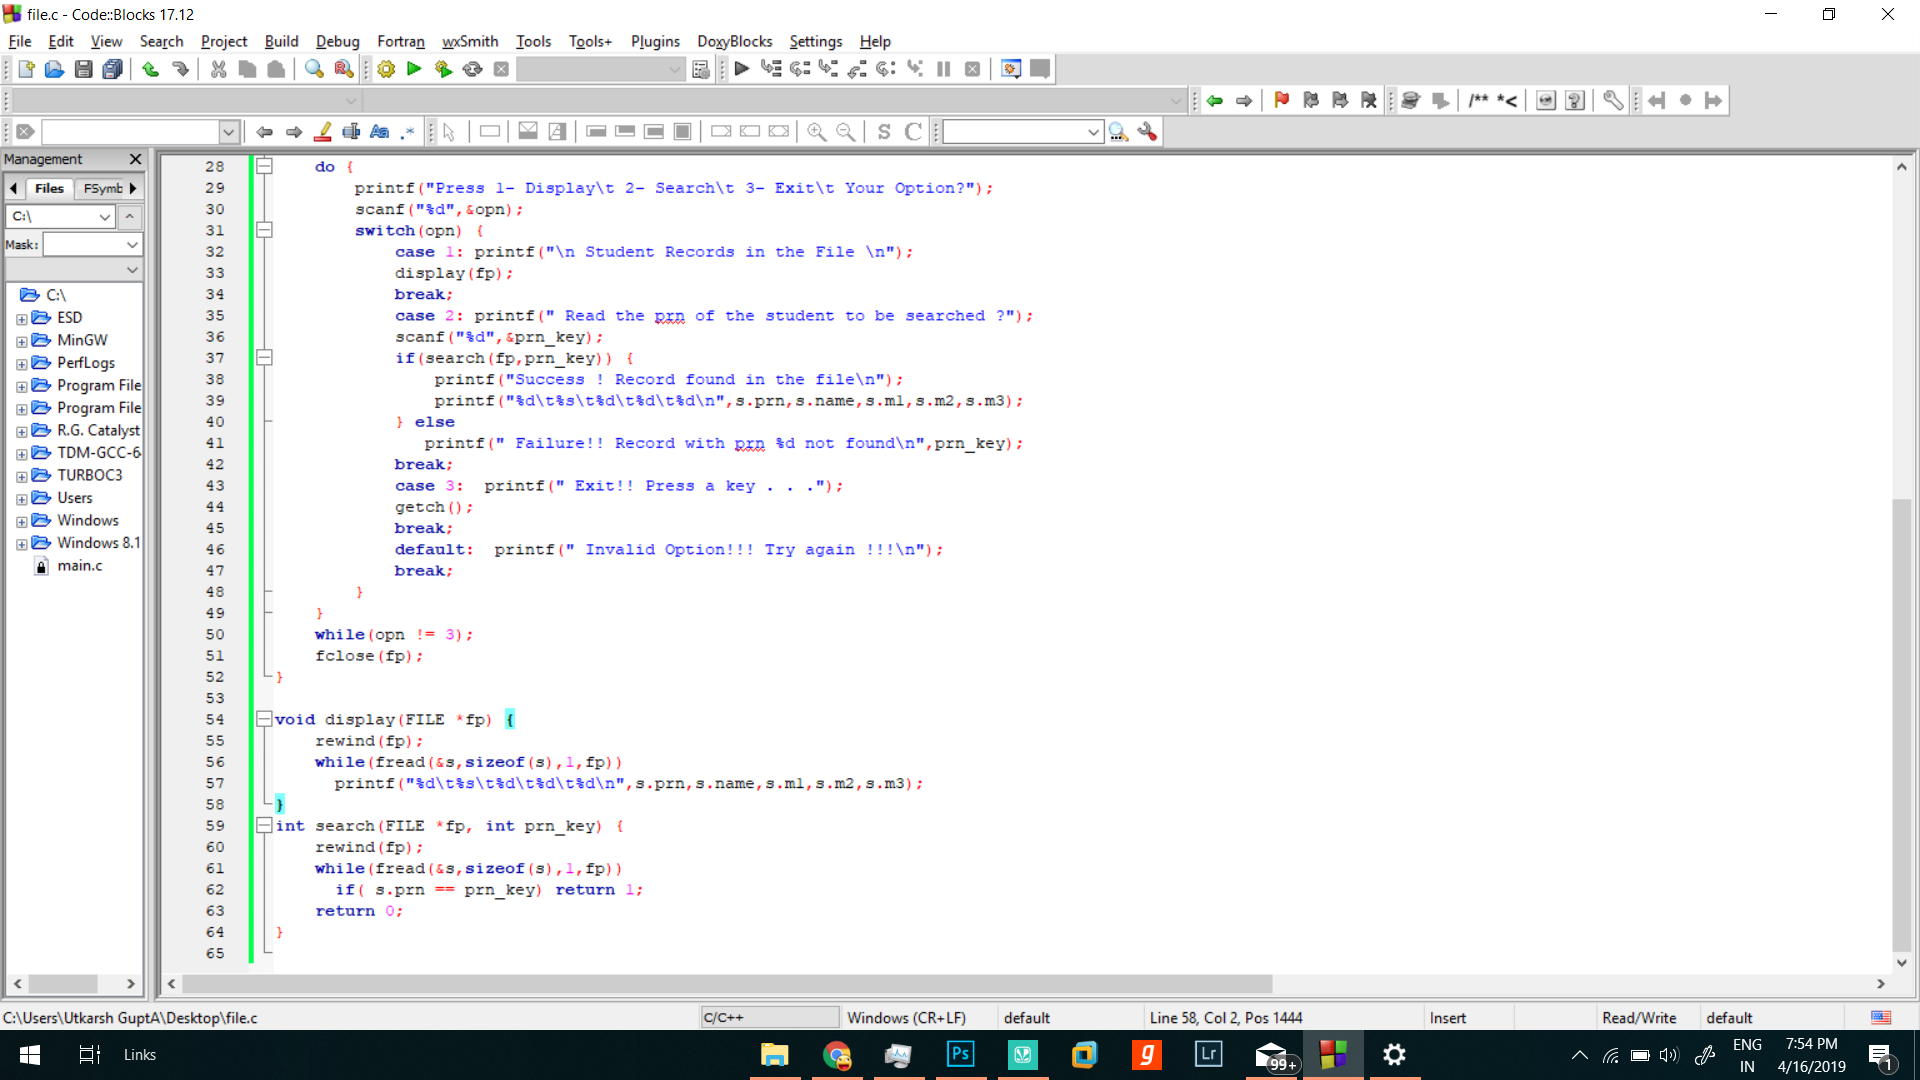 file.c - Code::Blocks 17.12
File Edit View Search Project Build Debug Fortran wxSmith Tools Tools+ Plugins DoxyBlocks Settings Help
/** *<
Management
Files FSymb
C:\
Mask:
C:\
ESD
MinGW
PerfLogs
Program File
Program File
R.G. Catalyst
TDM-GCC-6
TURBOC3
Users
Windows
Windows 8.1
main.c
28 do {
29 printf("Press 1- Display\t 2- Search\t 3- Exit\t Your Option?");
30 scanf("%d",&opn);
31 switch(opn) {
32 case 1: printf("\n Student Records in the File \n");
33 display(fp);
34 break;
35 case 2: printf(" Read the prn of the student to be searched ?");
36 scanf("%d",&prn_key);
37 if(search(fp,prn_key)) {
38 printf("Success ! Record found in the file\n");
39 printf("%d\t%s\t%d\t%d\t%d\n",s.prn,s.name,s.m1,s.m2,s.m3);
40 } else
41 printf(" Failure!! Record with prn %d not found\n",prn_key);
42 break;
43 case 3:  printf(" Exit!! Press a key . . .");
44 getch();
45 break;
46 default:  printf(" Invalid Option!!! Try again !!!\n");
47 break;
48 }
49 }
50 while(opn != 3);
51 fclose(fp);
52 }
53
54 void display(FILE *fp) {
55 rewind(fp);
56 while(fread(&s,sizeof(s),1,fp))
57 printf("%d\t%s\t%d\t%d\t%d\n",s.prn,s.name,s.m1,s.m2,s.m3);
58 }
59 int search(FILE *fp, int prn_key) {
60 rewind(fp);
61 while(fread(&s,sizeof(s),1,fp))
62 if( s.prn == prn_key) return 1;
63 return 0;
64 }
65
C:\Users\Utkarsh GuptA\Desktop\file.c C/C++ Windows (CR+LF) default Line 58, Col 2, Pos 1444 Insert Read/Write default
Links Ps g Lr 99+ ENG 7:54 PM
IN 4/16/2019 1